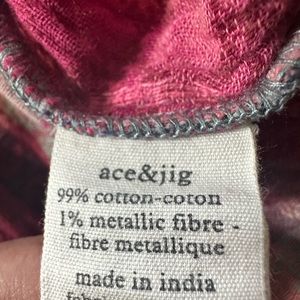 ace&jig
99% cotton-coton
1% metallic fibre -
fibre metallique
made in india